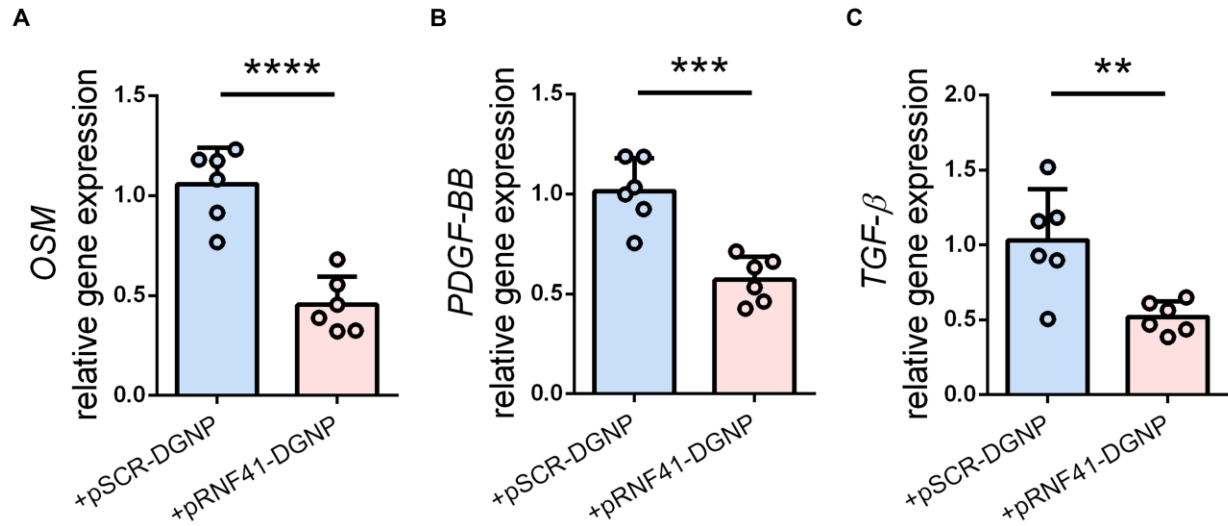 A
OSM
relative gene expression
****
1.5
1.0
0.5
0.0
+pSCR-DGNP
+pRNF41-DGNP
B
PDGF-BB
relative gene expression
***
1.5
1.0
0.5
0.0
+pSCR-DGNP
+pRNF41-DGNP
C
TGF-β
relative gene expression
**
2.0
1.5
1.0
0.5
0.0
+pSCR-DGNP
+pRNF41-DGNP